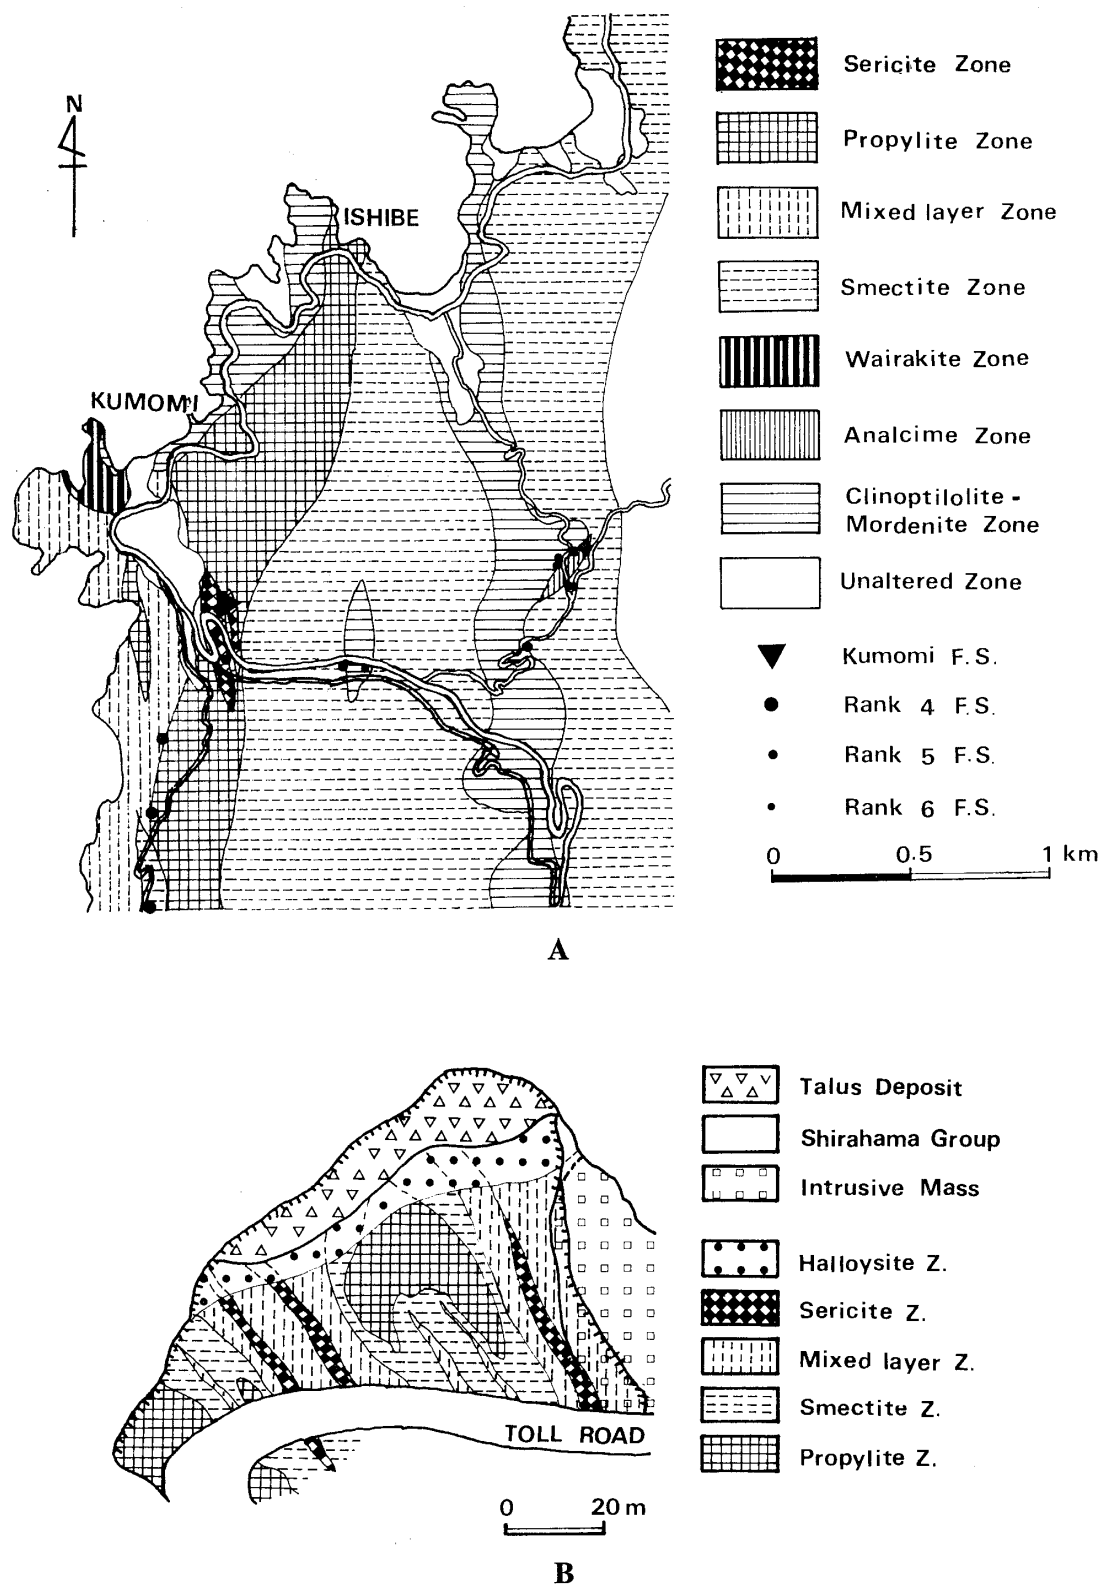 N
ISHIBE
KUMOMI
Sericite Zone
Propylite Zone
Mixed layer Zone
Smectite Zone
Wairakite Zone
Analcime Zone
Clinoptilolite -
Mordenite Zone
Unaltered Zone
Kumomi F.S.
Rank 4 F.S.
Rank 5 F.S.
Rank 6 F.S.
0 0.5 1 km
A
Talus Deposit
Shirahama Group
Intrusive Mass
Halloysite Z.
Sericite Z.
Mixed layer Z.
Smectite Z.
Propylite Z.
TOLL ROAD
0 20 m
B